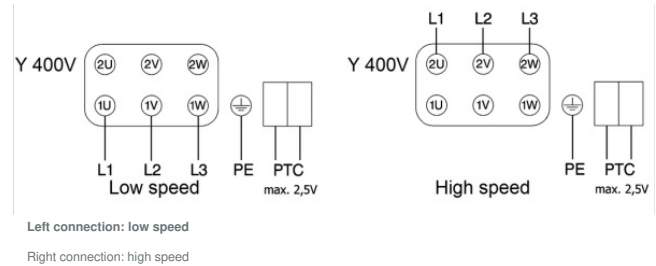 L1 L2 L3
Y 400V 2U 2V 2W Y 400V 2U 2V 2W
1U 1V 1W 1U 1V 1W
L1 L2 L3 PE PTC PE PTC
Low speed max. 2,5V High speed max. 2,5V
Left connection: low speed
Right connection: high speed